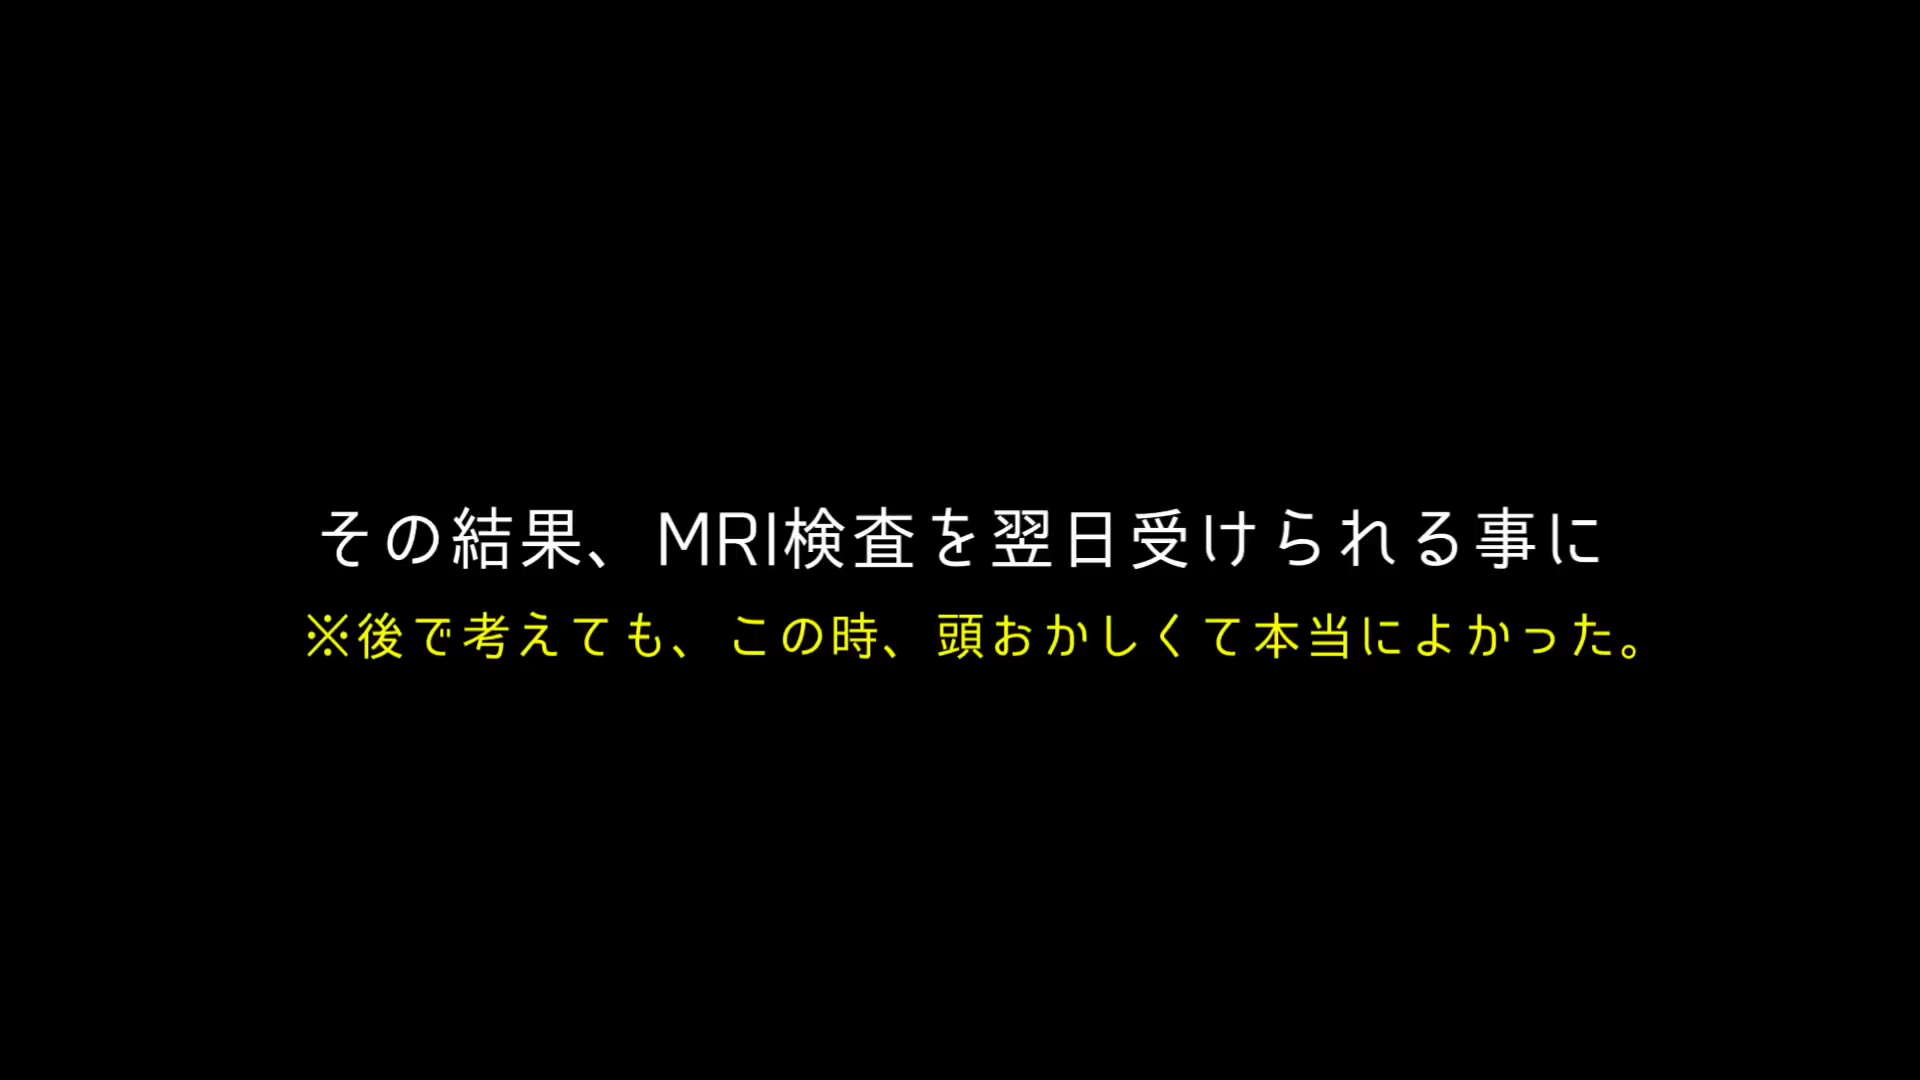 その結果、MRI検査を翌日受けられる事に
※後で考えても、この時、頭おかしくて本当によかった。